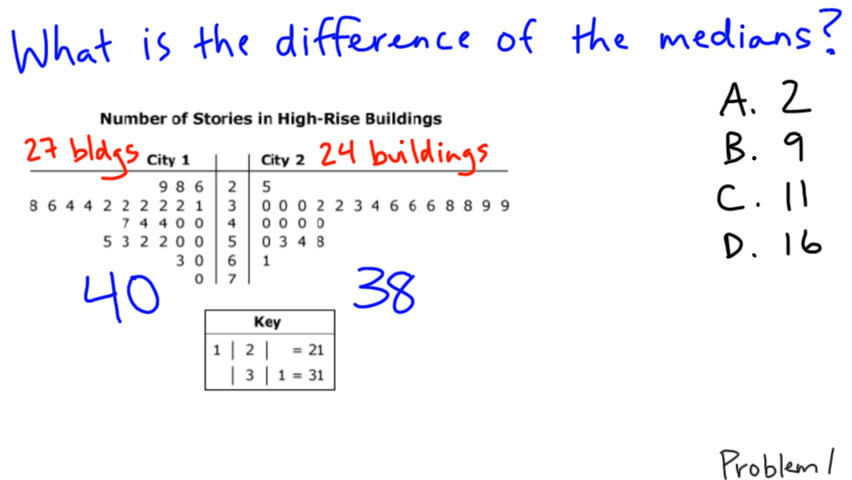 What is the difference of the medians?
A. 2
B. 9
C. 11
D. 16
Number of Stories in High-Rise Buildings
27 bldgs City 1 | | City 2 24 buildings
9 8 6 | 2 | 5
8 6 4 4 2 2 2 2 2 1 | 3 | 0 0 0 2 2 3 4 6 6 6 8 8 9 9
7 4 4 0 0 | 4 | 0 0 0 0
5 3 2 2 0 0 | 5 | 0 3 4 8
3 0 | 6 | 1
0 | 7 |
40 38
Key
1 | 2 | = 21
| 3 | 1 = 31
Problem 1